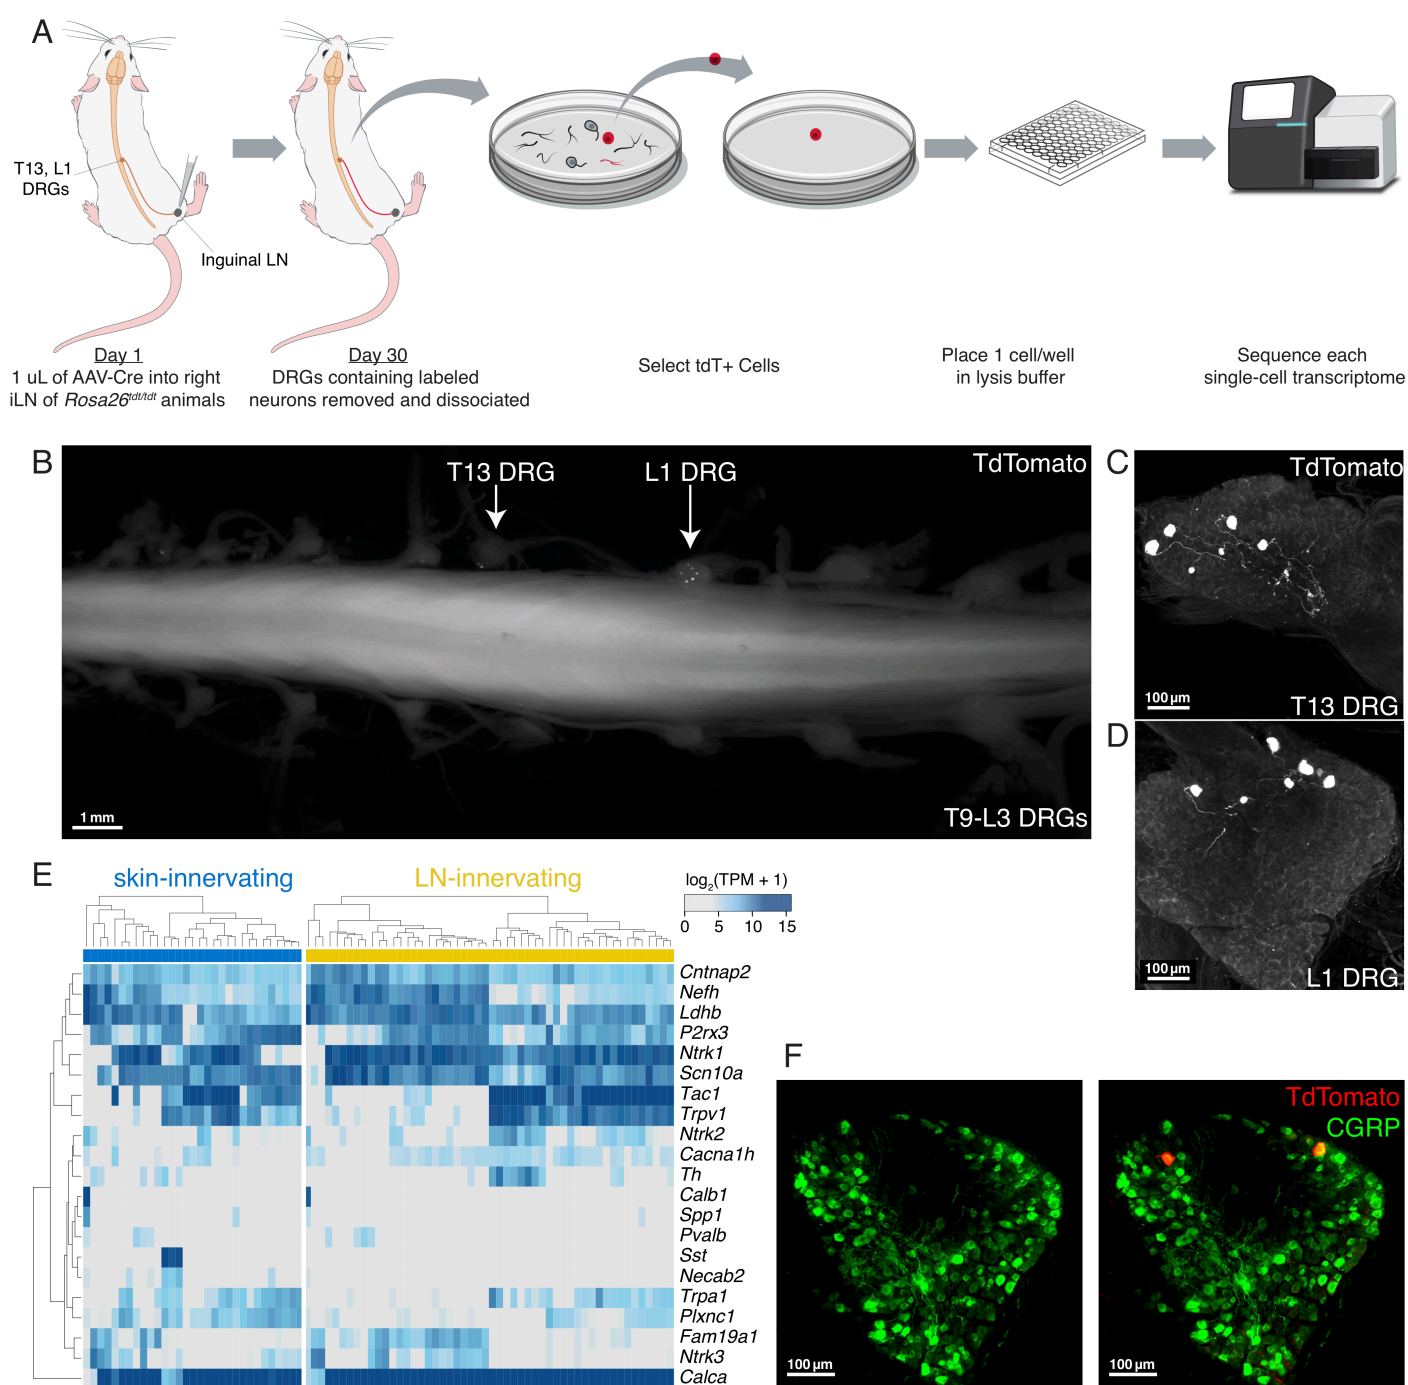 A
T13, L1
DRGs
Inguinal LN
Day 1
1 uL of AAV-Cre into right
iLN of Rosa26tdt/tdt animals
Day 30
DRGs containing labeled
neurons removed and dissociated
Select tdT+ Cells
Place 1 cell/well
in lysis buffer
Sequence each
single-cell transcriptome
B
T13 DRG
L1 DRG
TdTomato
1 mm
T9-L3 DRGs
C
TdTomato
100 µm
T13 DRG
D
100 µm
L1 DRG
E
skin-innervating
LN-innervating
log2(TPM + 1)
0 5 10 15
Cntnap2
Nefh
Ldhb
P2rx3
Ntrk1
Scn10a
Tac1
Trpv1
Ntrk2
Cacna1h
Th
Calb1
Spp1
Pvalb
Sst
Necab2
Trpa1
Plxnc1
Fam19a1
Ntrk3
Calca
F
TdTomato
CGRP
100 µm
100 µm